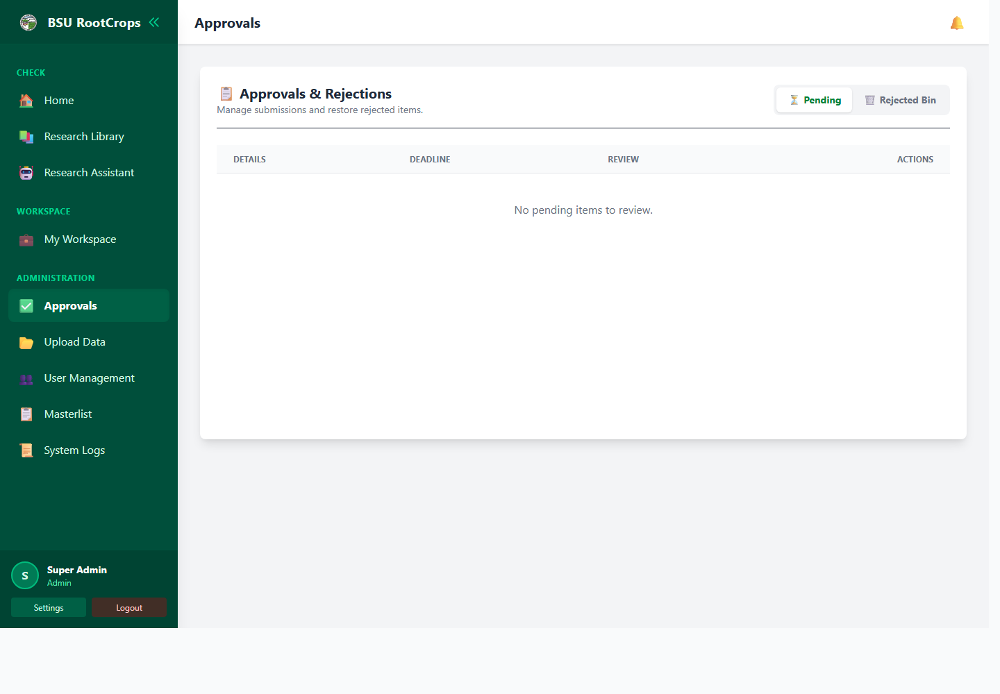 BSU RootCrops
Approvals
CHECK
Home
Research Library
Research Assistant
WORKSPACE
My Workspace
ADMINISTRATION
Approvals
Upload Data
User Management
Masterlist
System Logs
S
Super Admin
Admin
Settings
Logout
Approvals & Rejections
Manage submissions and restore rejected items.
Pending
Rejected Bin
DETAILS DEADLINE REVIEW ACTIONS
No pending items to review.